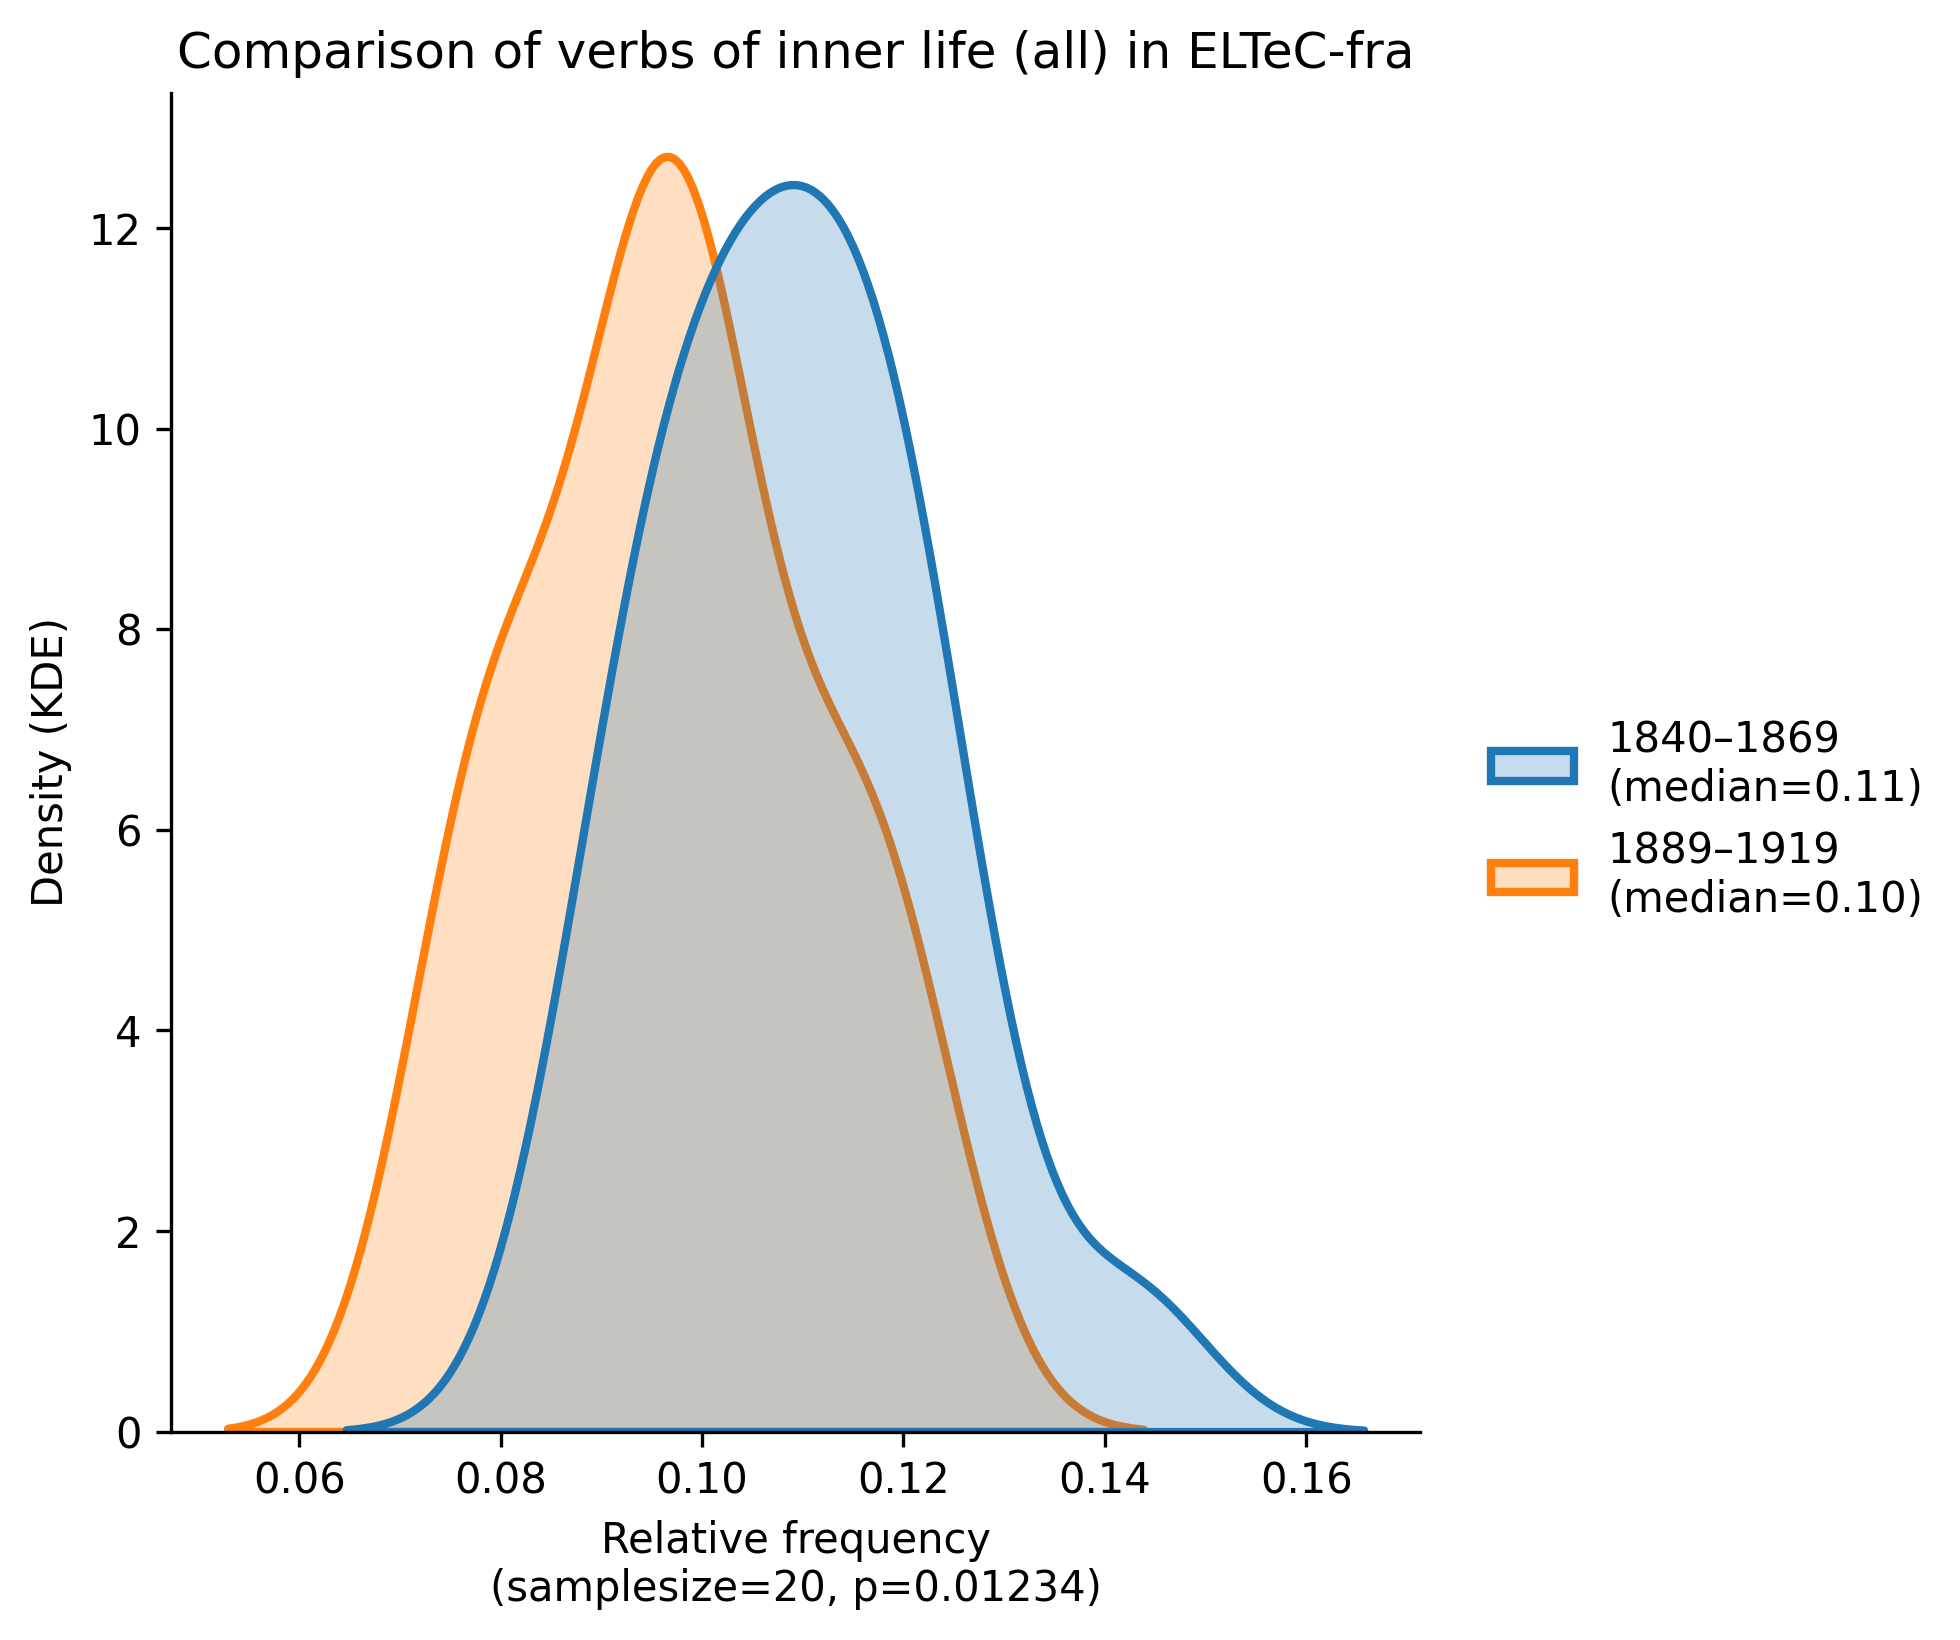 Comparison of verbs of inner life (all) in ELTeC-fra
Density (KDE)
12
10
8
6
4
2
0
0.06 0.08 0.10 0.12 0.14 0.16
Relative frequency
(samplesize=20, p=0.01234)
1840–1869
(median=0.11)
1889–1919
(median=0.10)